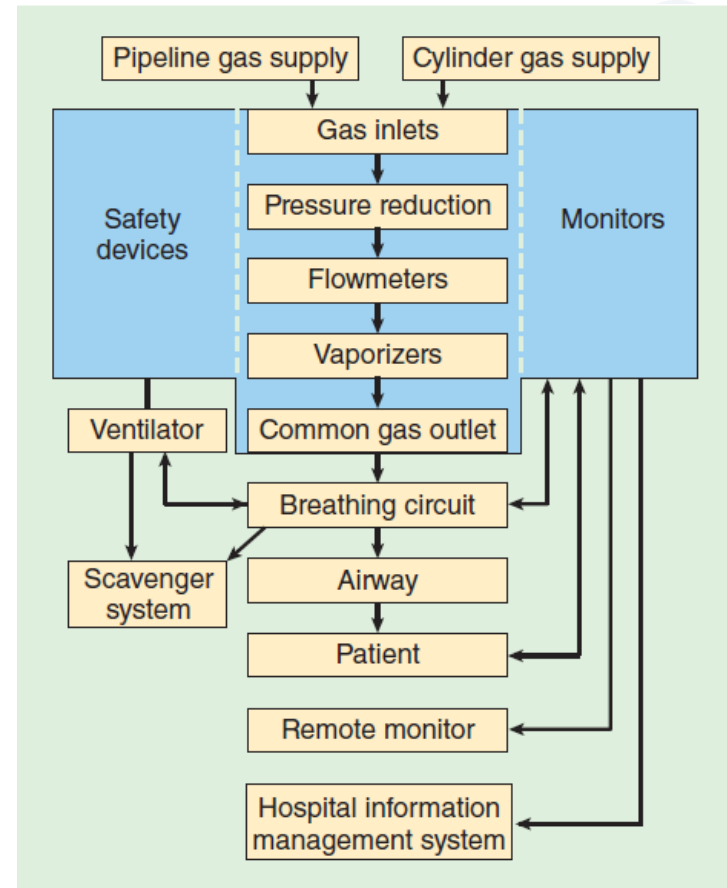 Pipeline gas supply
Cylinder gas supply
Gas inlets
Pressure reduction
Safety
devices
Monitors
Flowmeters
Vaporizers
Ventilator
Common gas outlet
Breathing circuit
Scavenger
system
Airway
Patient
Remote monitor
Hospital information
management system